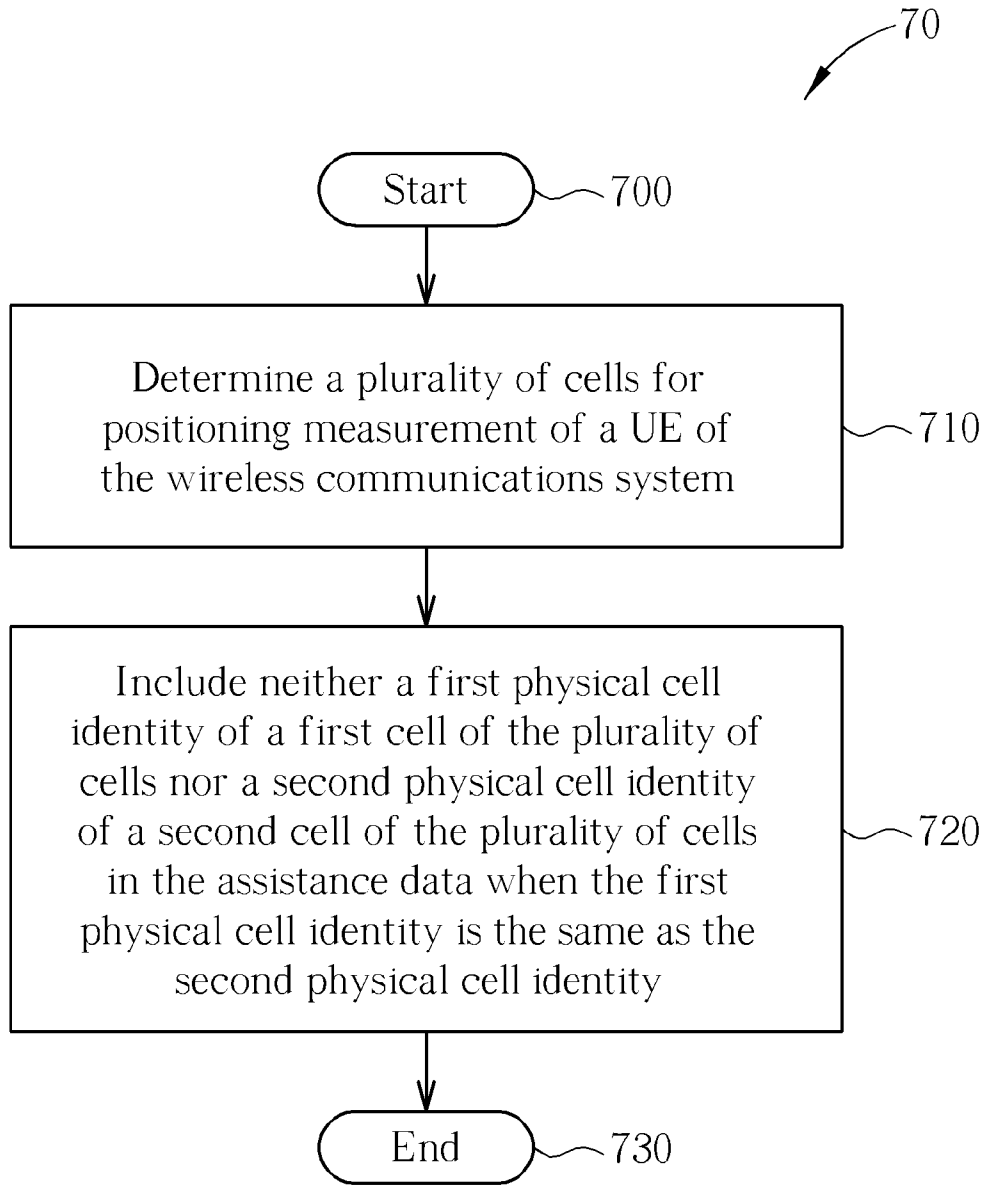 70
Start
700
Determine a plurality of cells for
positioning measurement of a UE of
the wireless communications system
710
Include neither a first physical cell
identity of a first cell of the plurality of
cells nor a second physical cell identity
of a second cell of the plurality of cells
in the assistance data when the first
physical cell identity is the same as the
second physical cell identity
720
End
730